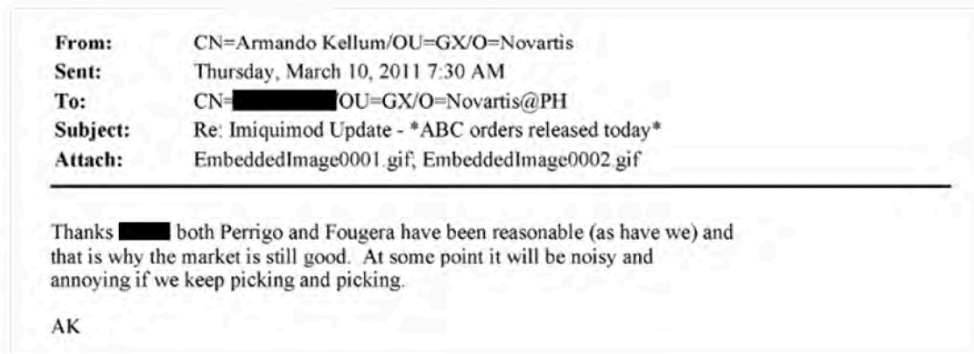 From: CN=Armando Kellum/OU=GX/O=Novartis
Sent: Thursday, March 10, 2011 7:30 AM
To: CN= /OU=GX/O=Novartis@PH
Subject: Re: Imiquimod Update - *ABC orders released today*
Attach: EmbeddedImage0001.gif; EmbeddedImage0002.gif
Thanks both Perrigo and Fougera have been reasonable (as have we) and
that is why the market is still good. At some point it will be noisy and
annoying if we keep picking and picking.
AK